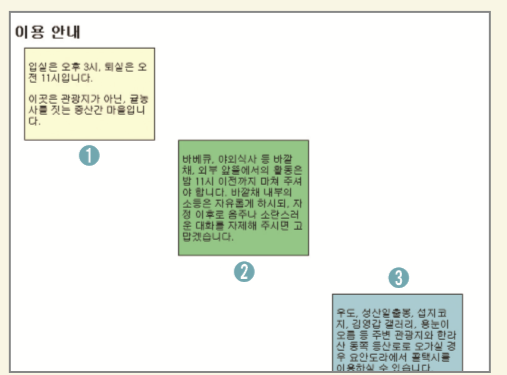 이용 안내
입실은 오후 3시, 퇴실은 오
전 11시입니다.
이곳은 관광지가 아닌, 귤농
사를 짓는 중산간 마을입니
다.
1
바베큐, 야외식사 등 바깥
채, 외부 앞뜰에서의 활동은
밤 11시 이전까지 마쳐 주셔
야 합니다. 바깥채 내부의
소등은 자유롭게 하시되, 자
정 이후로 음주나 소란스러
운 대화를 자제해 주시면 고
맙겠습니다.
2
3
우도, 성산일출봉, 섭지코
지, 김영갑 갤러리, 용눈이
오름 등 주변 관광지와 한라
산 동쪽 등산로로 오가실 경
우 요안도라에서 콜택시를
이용하실 수 있습니다